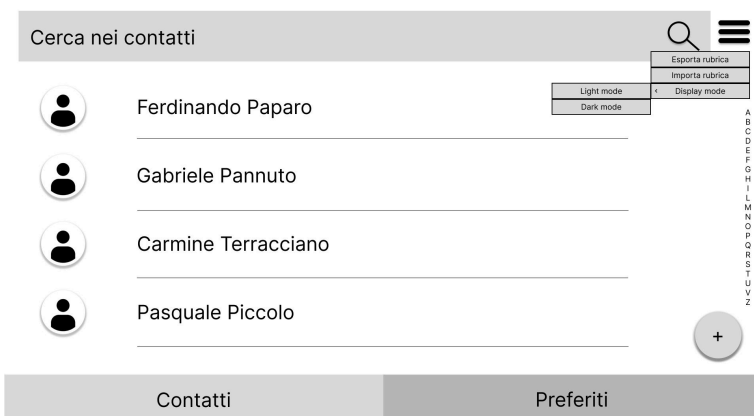 Cerca nei contatti
Esporta rubrica
Importa rubrica
‹ Display mode
Light mode
Dark mode
Ferdinando Paparo
Gabriele Pannuto
Carmine Terracciano
Pasquale Piccolo
A
B
C
D
E
F
G
H
I
L
M
N
O
P
Q
R
S
T
U
V
Z
+
Contatti
Preferiti